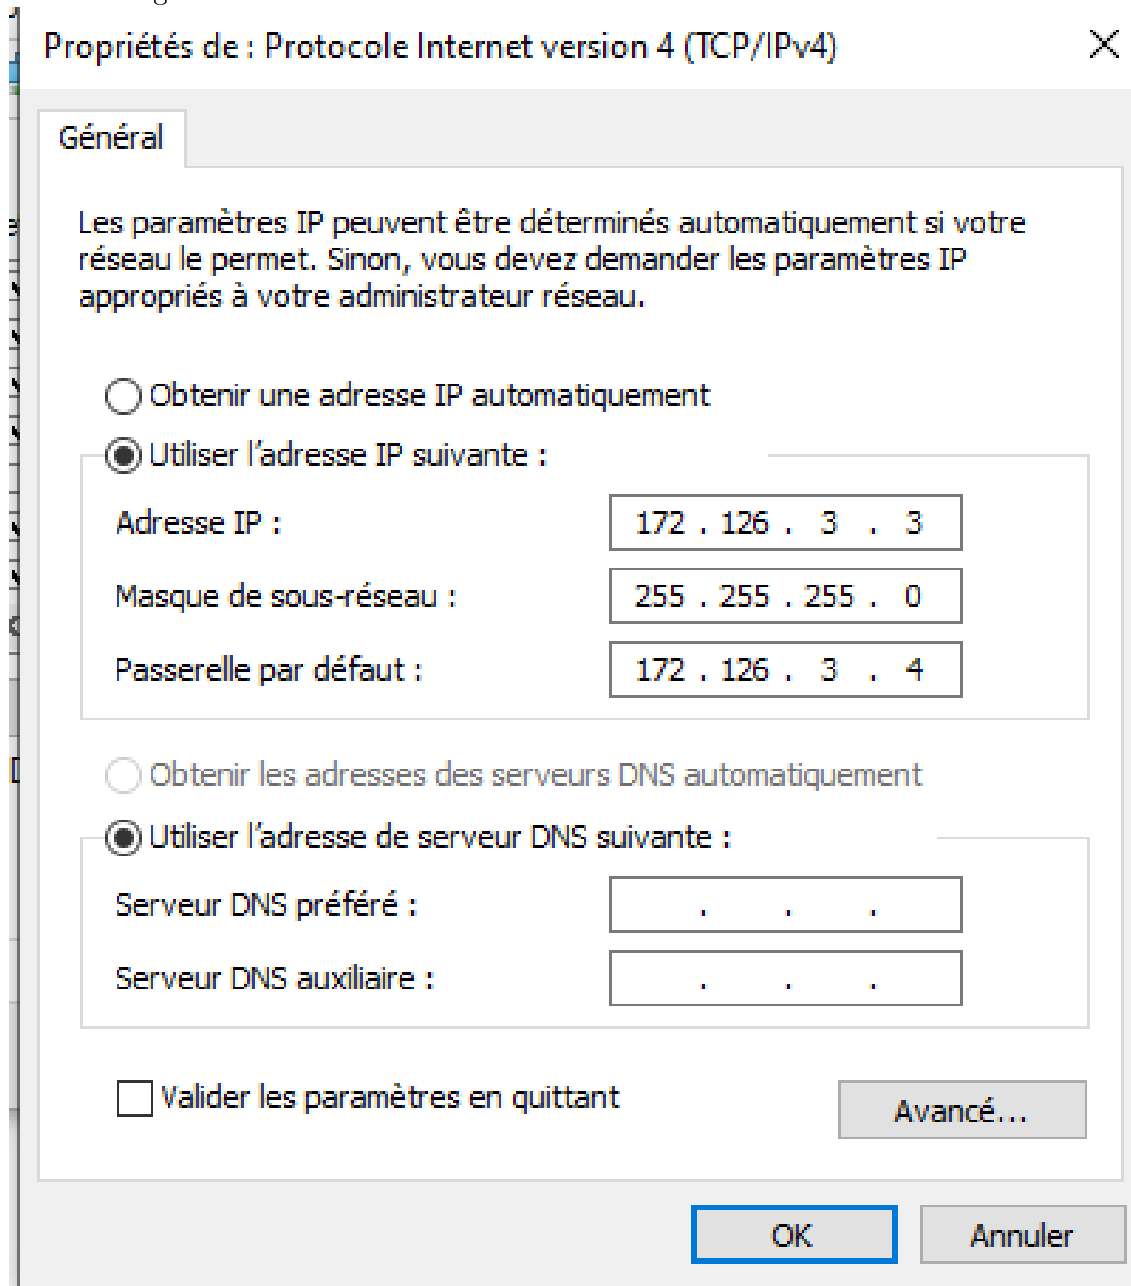 Propriétés de : Protocole Internet version 4 (TCP/IPv4)
Général
Les paramètres IP peuvent être déterminés automatiquement si votre
réseau le permet. Sinon, vous devez demander les paramètres IP
appropriés à votre administrateur réseau.
Obtenir une adresse IP automatiquement
Utiliser l'adresse IP suivante :
Adresse IP : 172 . 126 . 3 . 3
Masque de sous-réseau : 255 . 255 . 255 . 0
Passerelle par défaut : 172 . 126 . 3 . 4
Obtenir les adresses des serveurs DNS automatiquement
Utiliser l'adresse de serveur DNS suivante :
Serveur DNS préféré : . . .
Serveur DNS auxiliaire : . . .
Valider les paramètres en quittant
Avancé...
OK Annuler